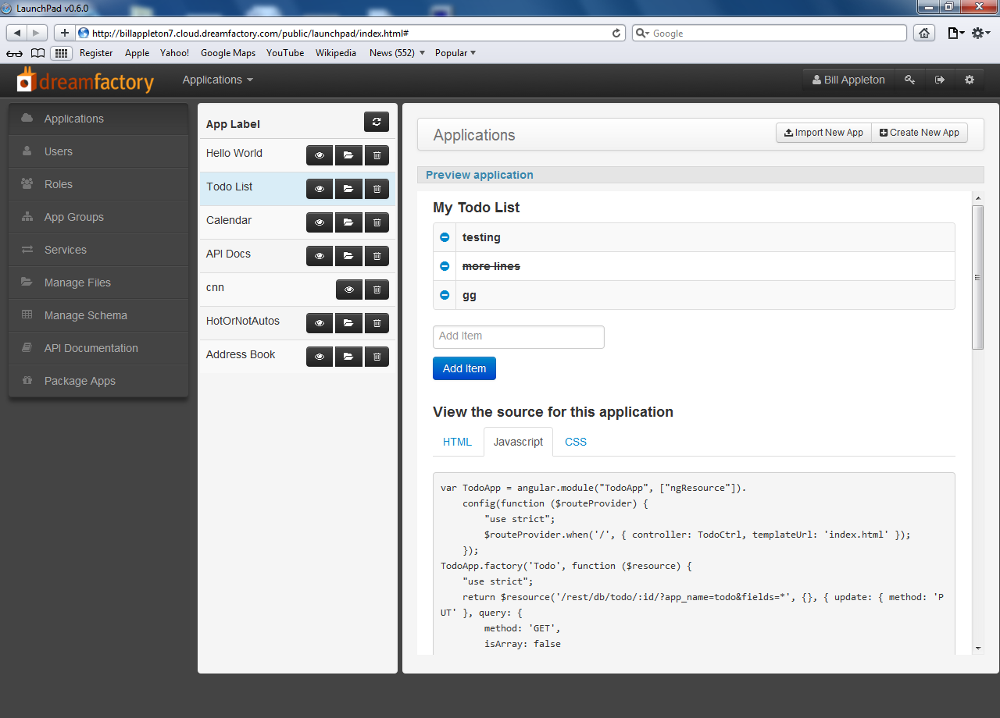 LaunchPad v0.6.0
http://billappleton7.cloud.dreamfactory.com/public/launchpad/index.html#
Google
Register Apple Yahoo! Google Maps YouTube Wikipedia News (552) Popular
dreamfactory
Applications
Bill Appleton
Applications
Users
Roles
App Groups
Services
Manage Files
Manage Schema
API Documentation
Package Apps
App Label
Hello World
Todo List
Calendar
API Docs
cnn
HotOrNotAutos
Address Book
Applications
Import New App
Create New App
Preview application
My Todo List
testing
more lines
gg
Add Item
Add Item
View the source for this application
HTML Javascript CSS
var TodoApp = angular.module("TodoApp", ["ngResource"]).
    config(function ($routeProvider) {
        "use strict";
        $routeProvider.when('/', { controller: TodoCtrl, templateUrl: 'index.html' });
    });
TodoApp.factory('Todo', function ($resource) {
    "use strict";
    return $resource('/rest/db/todo/:id/?app_name=todo&fields=*', {}, { update: { method: 'P
UT' }, query: {
        method: 'GET',
        isArray: false